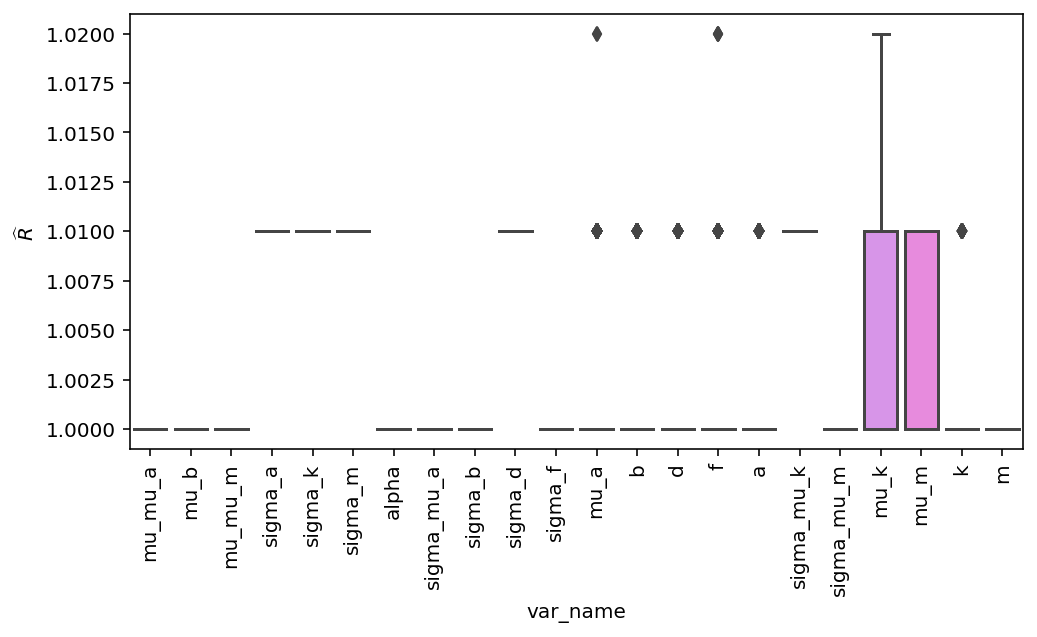 1.0200
1.0175
1.0150
1.0125
1.0100
1.0075
1.0050
1.0025
1.0000
R̂
mu_mu_a
mu_b
mu_mu_m
sigma_a
sigma_k
sigma_m
alpha
sigma_mu_a
sigma_b
sigma_d
sigma_f
mu_a
b
d
f
a
sigma_mu_k
sigma_mu_m
mu_k
mu_m
k
m
var_name